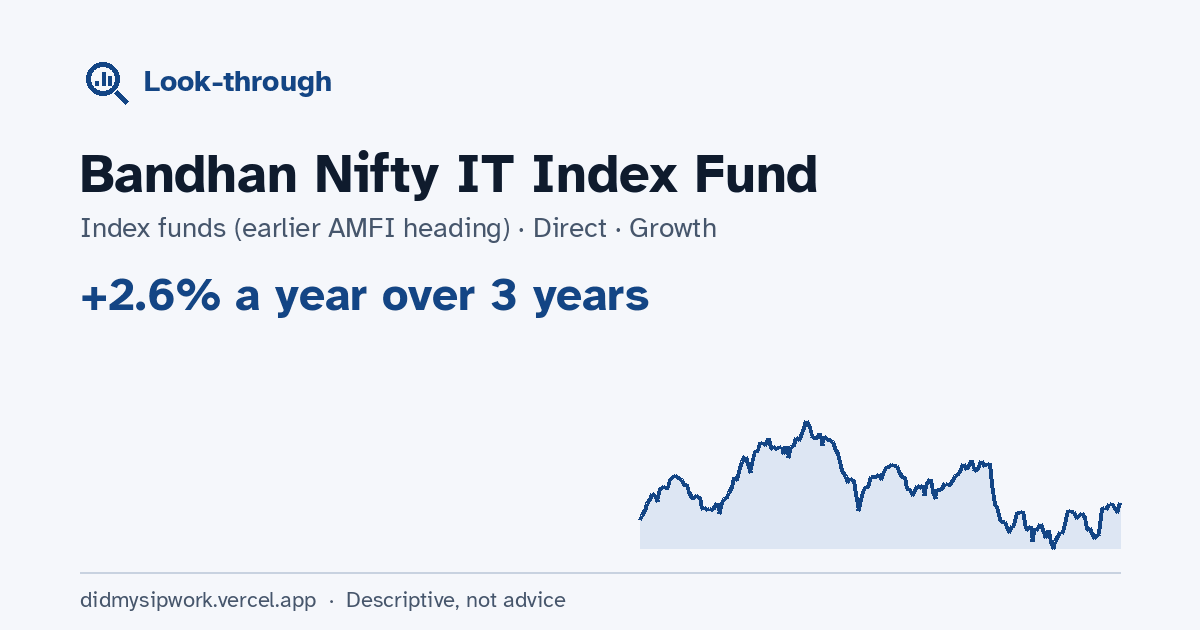 Look-through
Bandhan Nifty IT Index Fund
Index funds (earlier AMFI heading) · Direct · Growth
+2.6% a year over 3 years
didmysipwork.vercel.app · Descriptive, not advice